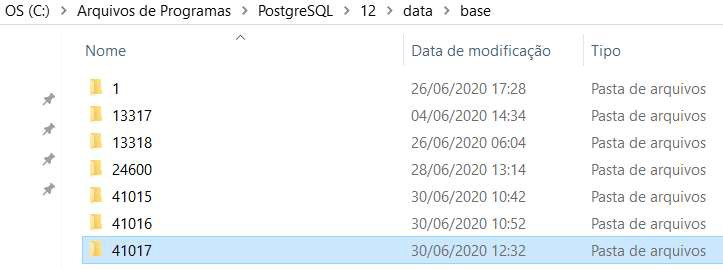 OS (C:) > Arquivos de Programas > PostgreSQL > 12 > data > base
Nome Data de modificação Tipo
1 26/06/2020 17:28 Pasta de arquivos
13317 04/06/2020 14:34 Pasta de arquivos
13318 26/06/2020 06:04 Pasta de arquivos
24600 28/06/2020 13:14 Pasta de arquivos
41015 30/06/2020 10:42 Pasta de arquivos
41016 30/06/2020 10:52 Pasta de arquivos
41017 30/06/2020 12:32 Pasta de arquivos